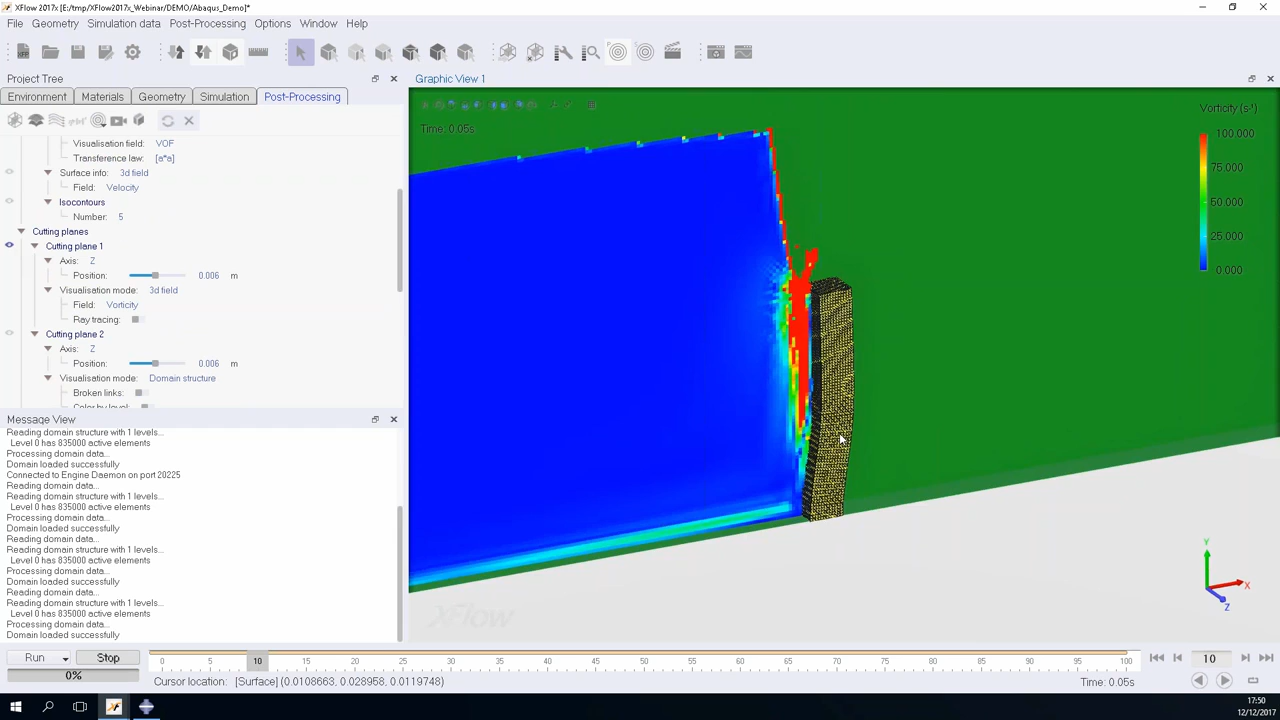 XFlow 2017x [E:/tmp/XFlow2017x_Webinar/DEMO/Abaqus_Demo]*
File Geometry Simulation data Post-Processing Options Window Help
Project Tree
Graphic View 1
Environment Materials Geometry Simulation Post-Processing
Visualisation field: VOF
Transference law: [a*a]
Surface info: 3d field
Field: Velocity
Isocontours
Number: 5
Cutting planes
Cutting plane 1
Axis: Z
Position: 0.006 m
Visualisation mode: 3d field
Field: Vorticity
Ray tracing:
Cutting plane 2
Axis: Z
Position: 0.006 m
Visualisation mode: Domain structure
Broken links:
Color by level:
Message View
Reading domain structure with 1 levels...
Level 0 has 835000 active elements
Processing domain data...
Domain loaded successfully
Connected to Engine Daemon on port 20225
Reading domain data...
Reading domain structure with 1 levels...
Level 0 has 835000 active elements
Processing domain data...
Domain loaded successfully
Reading domain data...
Reading domain structure with 1 levels...
Level 0 has 835000 active elements
Processing domain data...
Domain loaded successfully
Reading domain data...
Reading domain structure with 1 levels...
Level 0 has 835000 active elements
Processing domain data...
Domain loaded successfully
Time: 0.05s
Vorticity (s-¹)
100.000
75.000
50.000
25.000
0.000
Y
X
Z
XFlow
Run Stop
0%
0 5 10 15 20 25 30 35 40 45 50 55 60 65 70 75 80 85 90 95 100
10
Cursor location: [Surface] (0.0108663, 0.028958, 0.0119748)
Time: 0.05s
17:50
12/12/2017